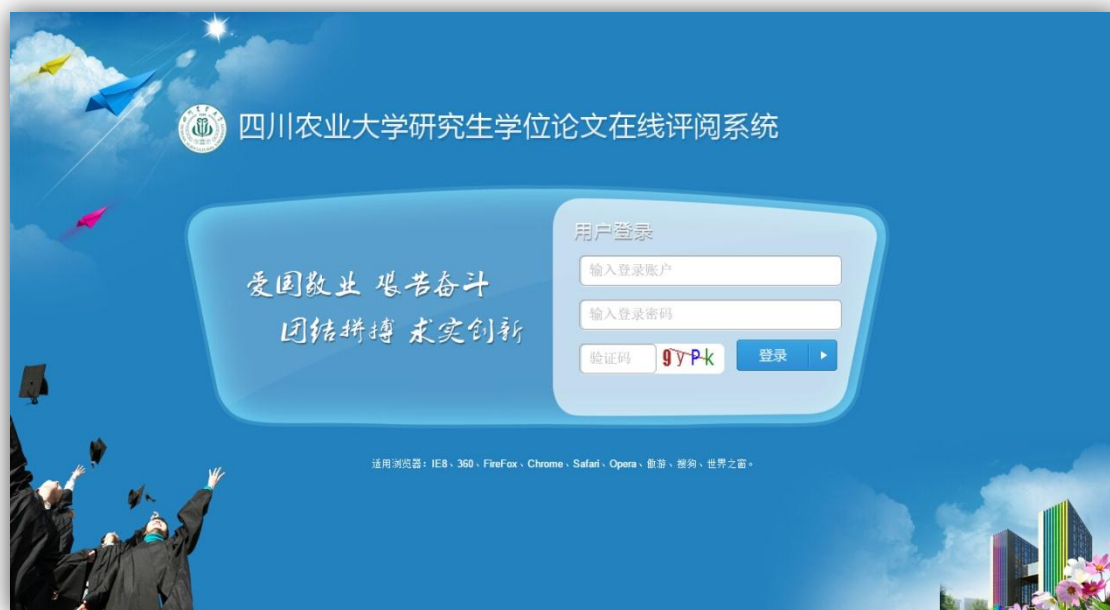 四川农业大学研究生学位论文在线评阅系统
用户登录
输入登录账户
爱国敬业 艰苦奋斗
团结拼搏 求实创新
输入登录密码
验证码 9yPk 登录
适用浏览器：IE8、360、FireFox、Chrome、Safari、Opera、傲游、搜狗、世界之窗。